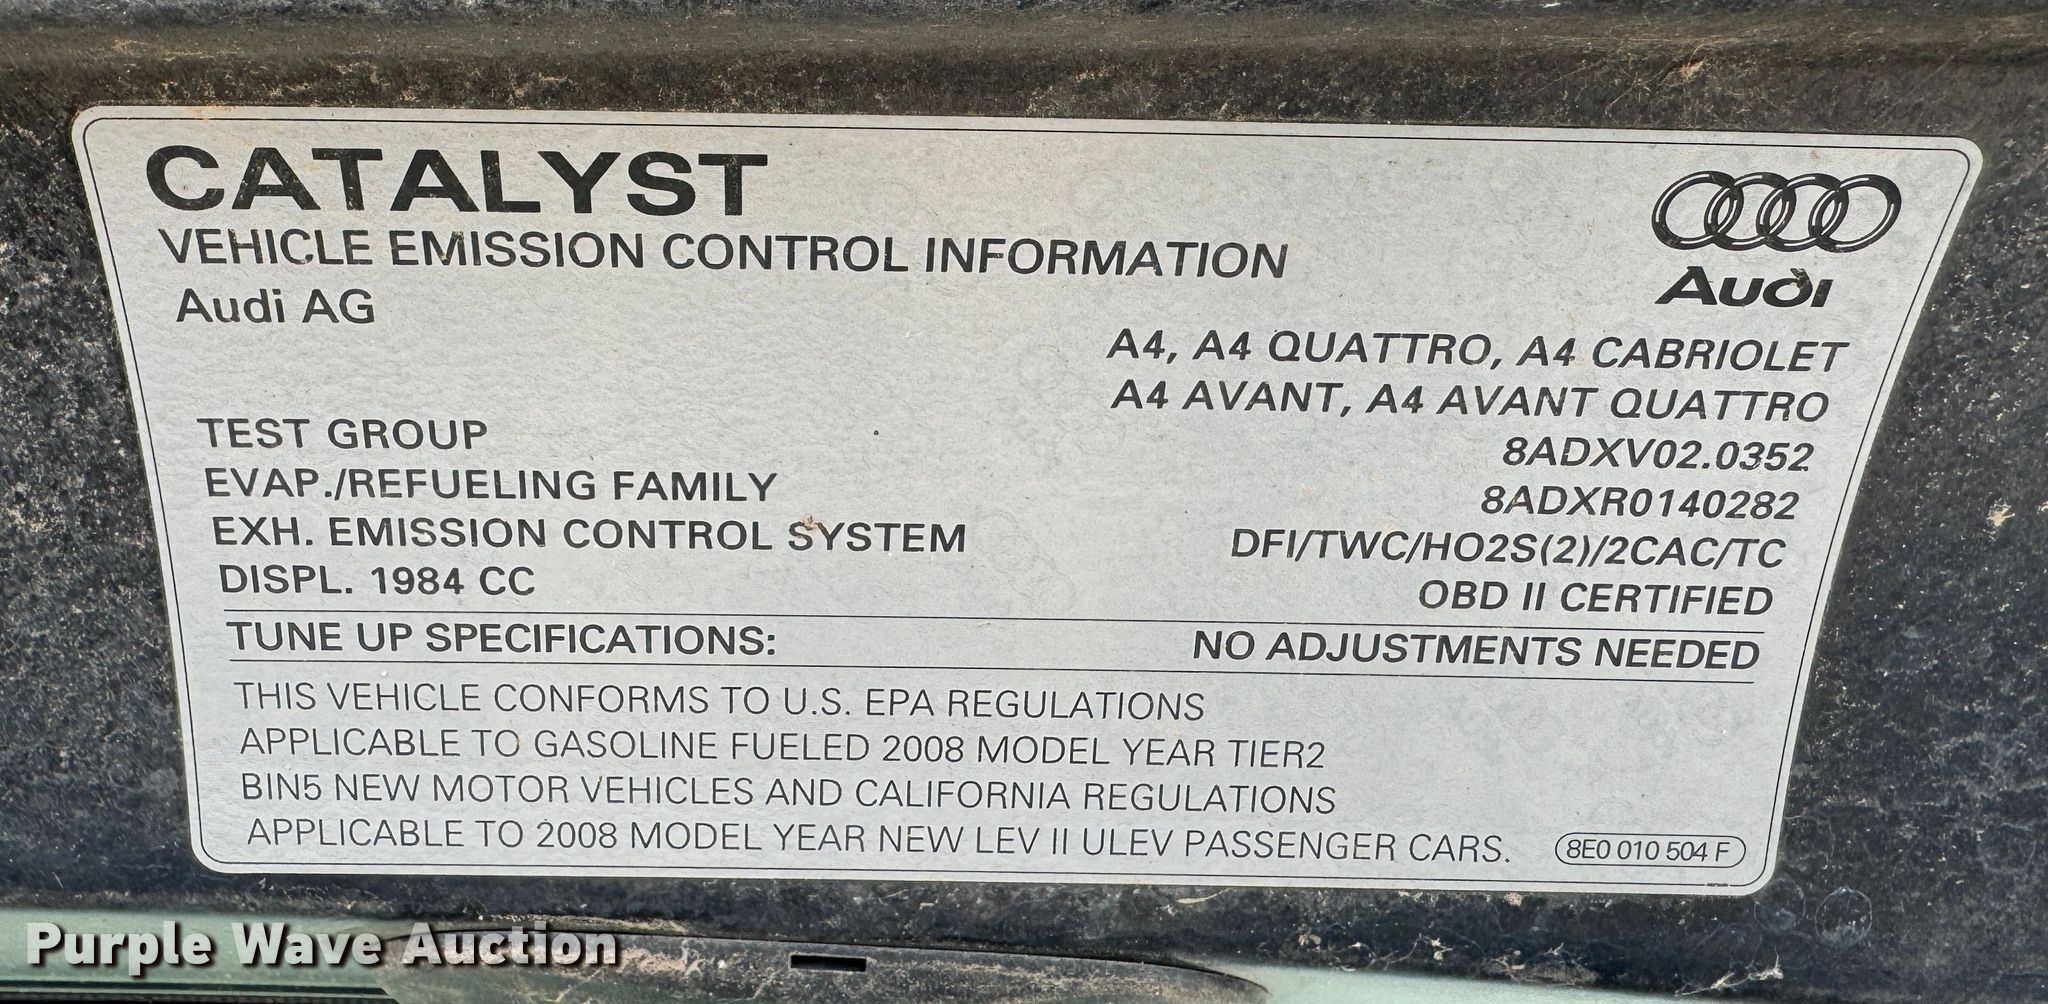 CATALYST
VEHICLE EMISSION CONTROL INFORMATION
Audi AG
Audi
A4, A4 QUATTRO, A4 CABRIOLET
A4 AVANT, A4 AVANT QUATTRO
TEST GROUP 8ADXV02.0352
EVAP./REFUELING FAMILY 8ADXR0140282
EXH. EMISSION CONTROL SYSTEM DFI/TWC/HO2S(2)/2CAC/TC
DISPL. 1984 CC OBD II CERTIFIED
TUNE UP SPECIFICATIONS: NO ADJUSTMENTS NEEDED
THIS VEHICLE CONFORMS TO U.S. EPA REGULATIONS
APPLICABLE TO GASOLINE FUELED 2008 MODEL YEAR TIER2
BIN5 NEW MOTOR VEHICLES AND CALIFORNIA REGULATIONS
APPLICABLE TO 2008 MODEL YEAR NEW LEV II ULEV PASSENGER CARS.
8E0 010 504 F
Purple Wave Auction